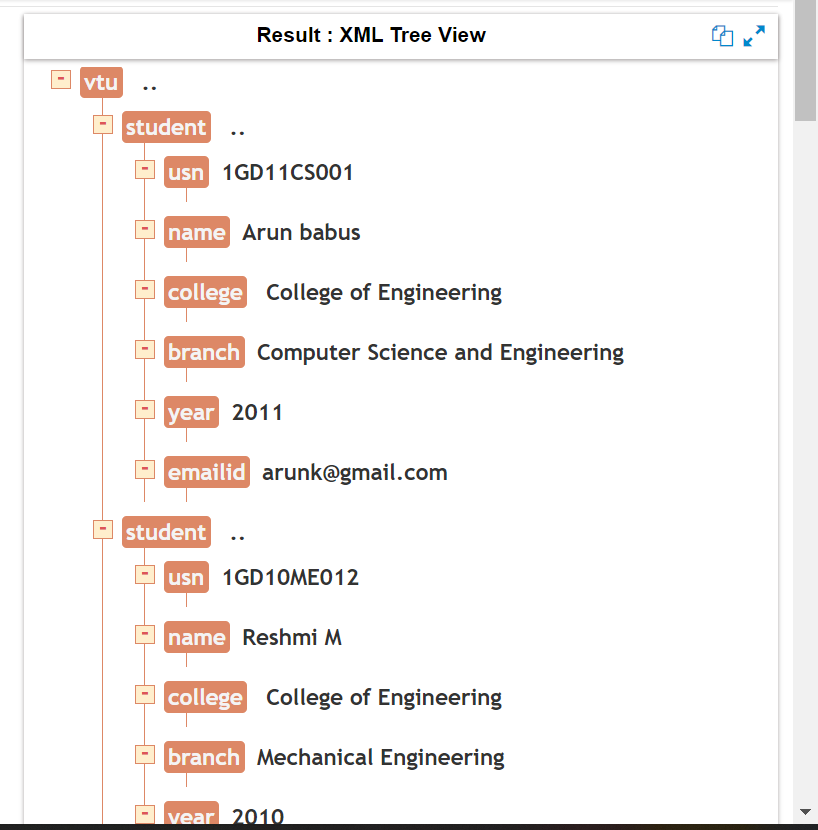 Result : XML Tree View
- vtu ..
- student ..
- usn 1GD11CS001
- name Arun babus
- college College of Engineering
- branch Computer Science and Engineering
- year 2011
- emailid arunk@gmail.com
- student ..
- usn 1GD10ME012
- name Reshmi M
- college College of Engineering
- branch Mechanical Engineering
- year 2010